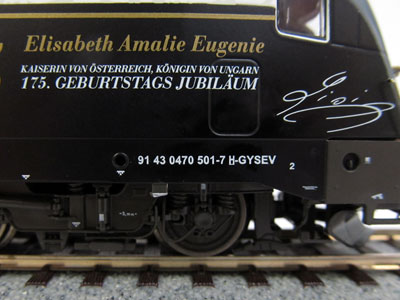 Elisabeth Amalie Eugenie
KAISERIN VON ÖSTERREICH, KÖNIGIN VON UNGARN
175. GEBURTSTAGS JUBILÄUM
Sisi
91 43 0470 501-7 H-GYSEV
2